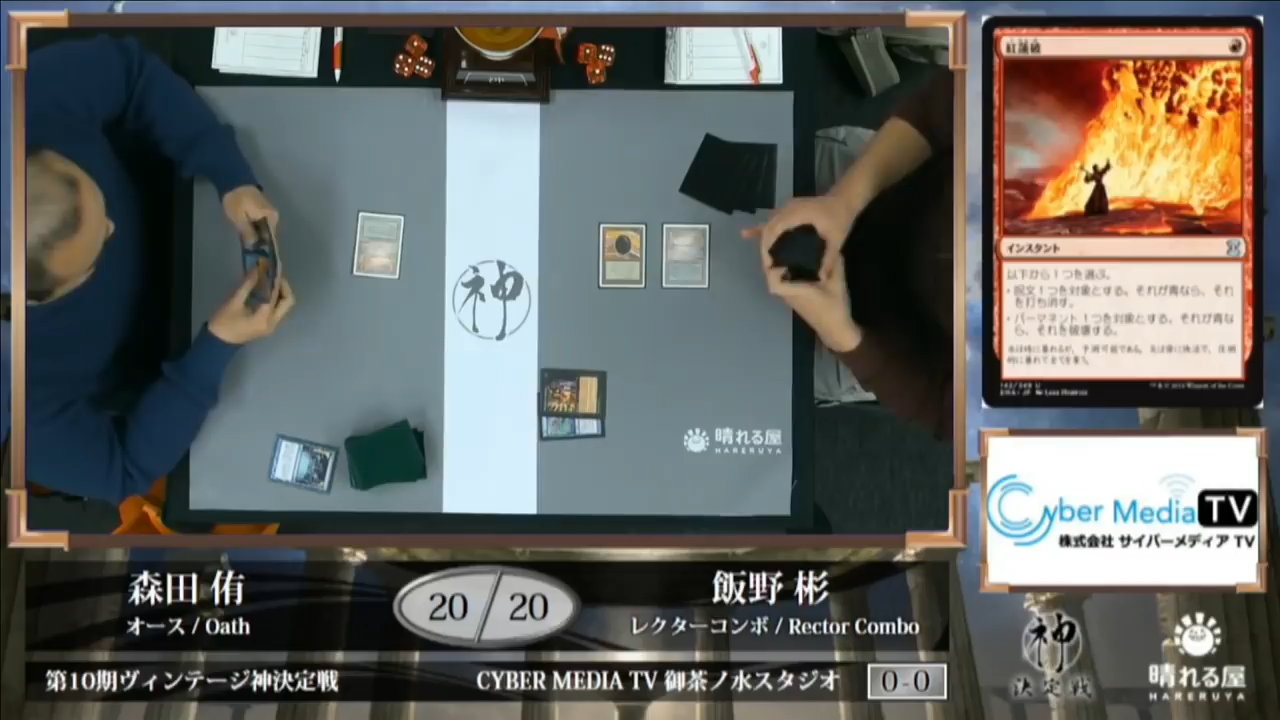 紅蓮破
インスタント
以下から1つを選ぶ。
・呪文1つを対象とする。それが青なら、それ
を打ち消す。
・パーマネント1つを対象とする。それが青な
ら、それを破壊する。
神
晴れる屋
HARERUYA
Cyber Media TV
株式会社 サイバーメディア TV
森田 侑
オース / Oath
20 / 20
飯野 彬
レクターコンボ / Rector Combo
第10期ヴィンテージ神決定戦
CYBER MEDIA TV 御茶ノ水スタジオ
0-0
神
決定戦
晴れる屋
HARERUYA